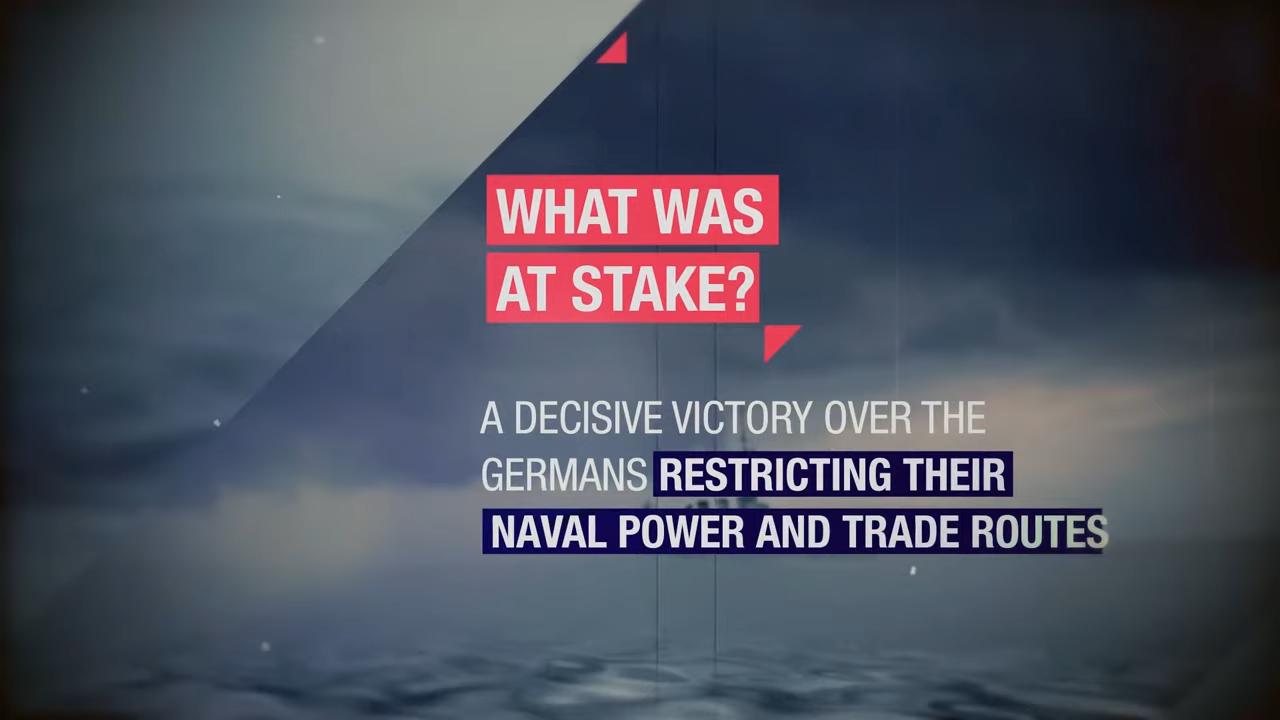 WHAT WAS
AT STAKE?
A DECISIVE VICTORY OVER THE
GERMANS RESTRICTING THEIR
NAVAL POWER AND TRADE ROUTES